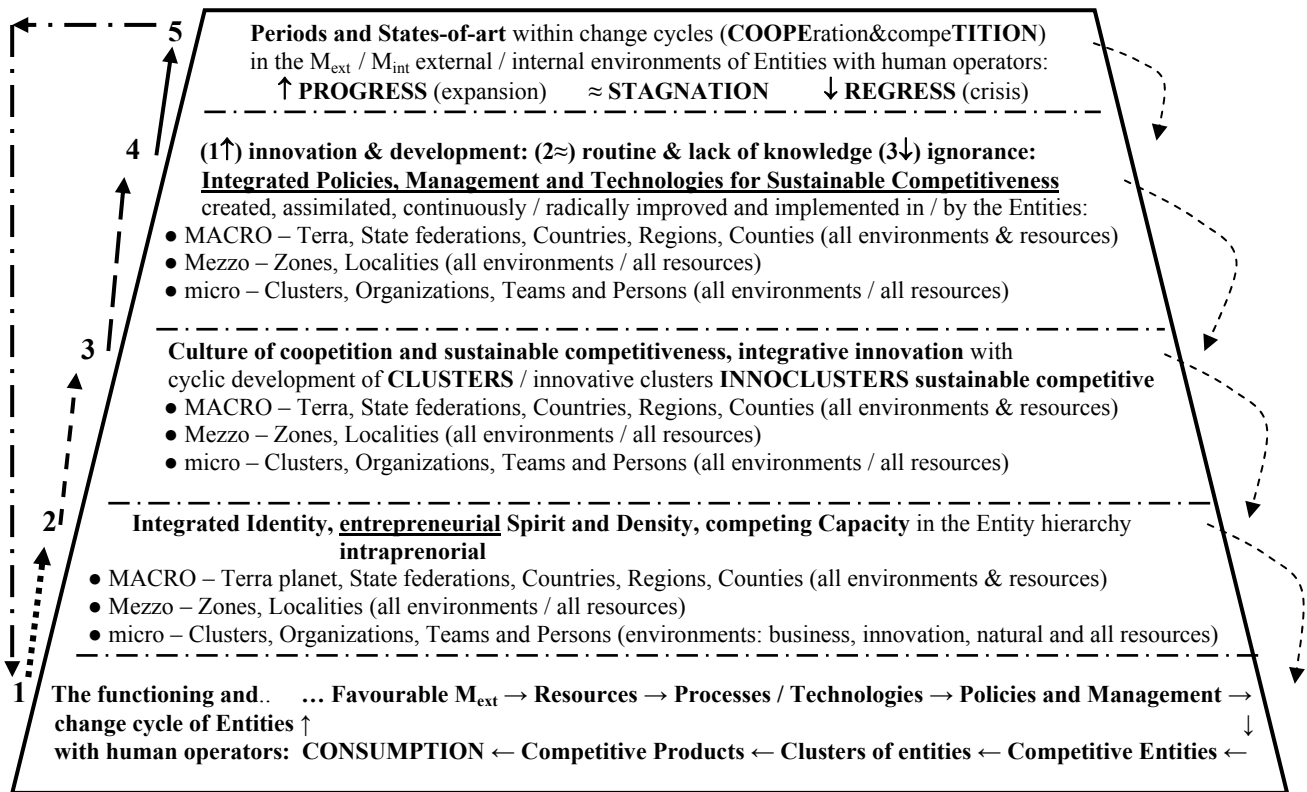 5 Periods and States-of-art within change cycles (COOPEration&compeTITION)
in the Mext / Mint external / internal environments of Entities with human operators:
↑ PROGRESS (expansion) ≈ STAGNATION ↓ REGRESS (crisis)
4 (1↑) innovation & development: (2≈) routine & lack of knowledge (3↓) ignorance:
Integrated Policies, Management and Technologies for Sustainable Competitiveness
created, assimilated, continuously / radically improved and implemented in / by the Entities:
● MACRO – Terra, State federations, Countries, Regions, Counties (all environments & resources)
● Mezzo – Zones, Localities (all environments / all resources)
● micro – Clusters, Organizations, Teams and Persons (all environments / all resources)
3 Culture of coopetition and sustainable competitiveness, integrative innovation with
cyclic development of CLUSTERS / innovative clusters INNOCLUSTERS sustainable competitive
● MACRO – Terra, State federations, Countries, Regions, Counties (all environments & resources)
● Mezzo – Zones, Localities (all environments / all resources)
● micro – Clusters, Organizations, Teams and Persons (all environments / all resources)
2 Integrated Identity, entrepreneurial Spirit and Density, competing Capacity in the Entity hierarchy
intraprenorial
● MACRO – Terra planet, State federations, Countries, Regions, Counties (all environments & resources)
● Mezzo – Zones, Localities (all environments / all resources)
● micro – Clusters, Organizations, Teams and Persons (environments: business, innovation, natural and all resources)
1 The functioning and.. … Favourable Mext → Resources → Processes / Technologies → Policies and Management →
change cycle of Entities ↑ ↓
with human operators: CONSUMPTION ← Competitive Products ← Clusters of entities ← Competitive Entities ←